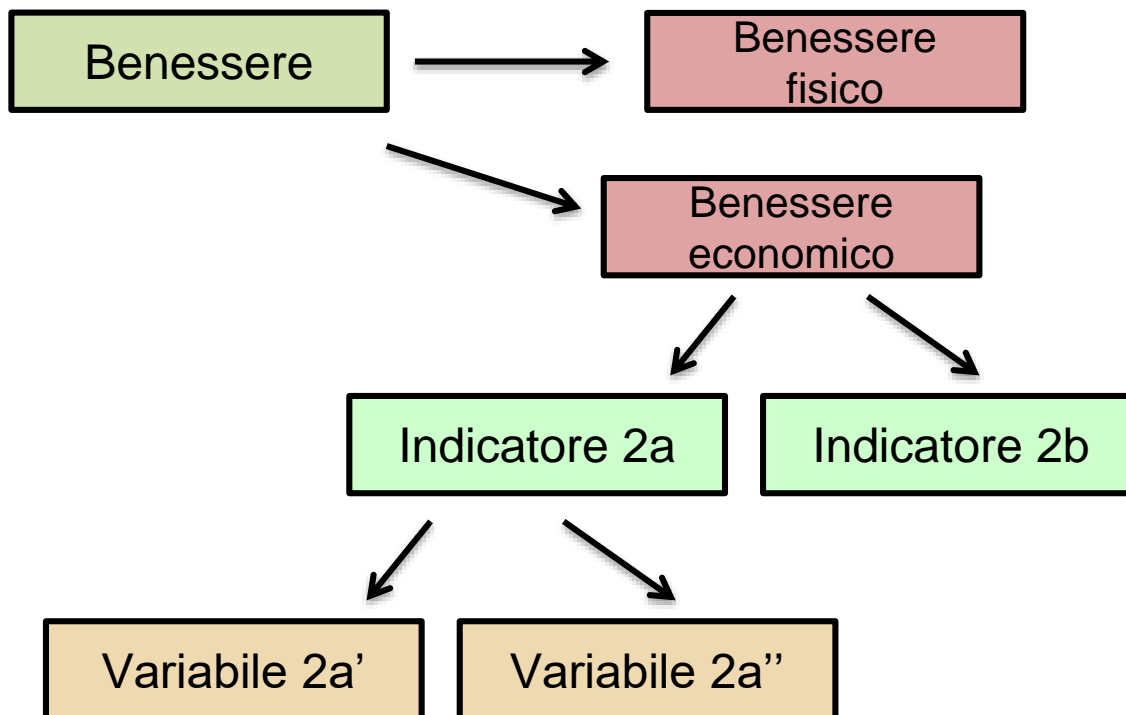 Benessere
Benessere
fisico
Benessere
economico
Indicatore 2a
Indicatore 2b
Variabile 2a’
Variabile 2a’’